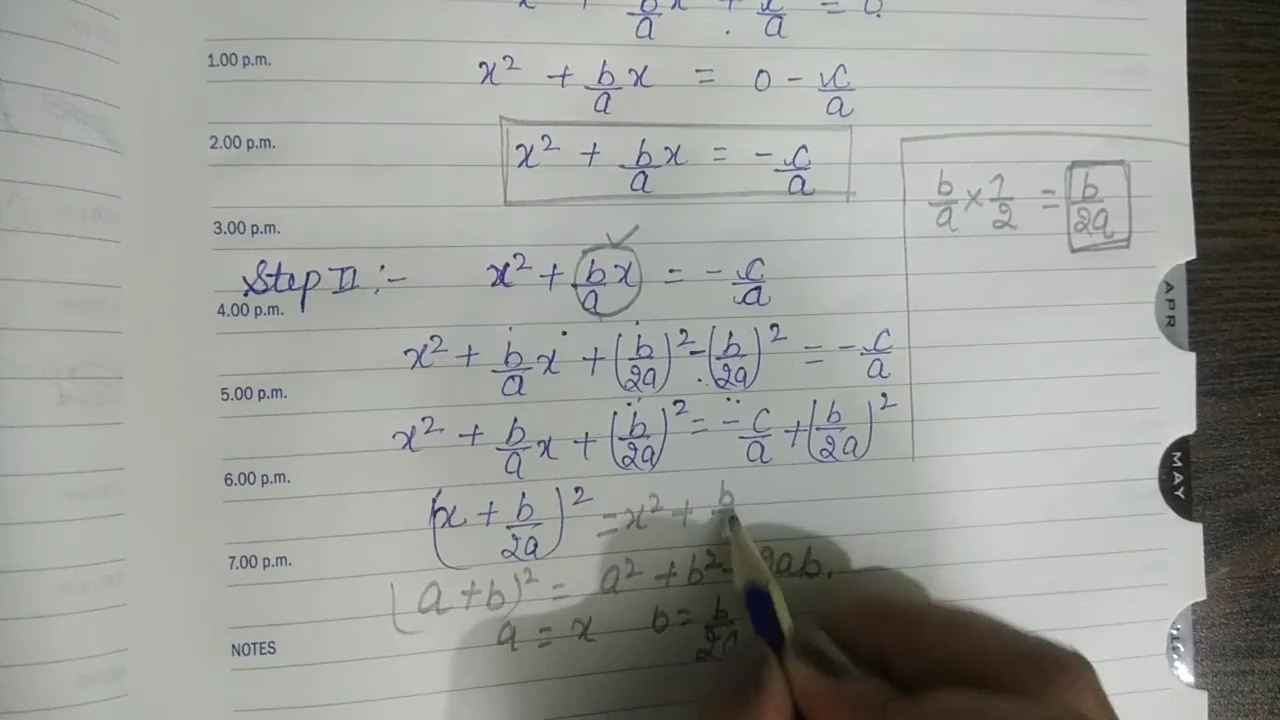 x² + b/a x + c/a = 0.
1.00 p.m. x² + b/a x = 0 - c/a
2.00 p.m. x² + b/a x = - c/a
b/a × 1/2 = b/2a
3.00 p.m.
Step II :- x² + b/a x = - c/a
4.00 p.m.
APR
x² + b/a x + (b/2a)² - (b/2a)² = - c/a
5.00 p.m.
x² + b/a x + (b/2a)² = - c/a + (b/2a)²
6.00 p.m.
MAY
(x + b/2a)² = x² + b
7.00 p.m.
(a + b)² = a² + b² 2ab.
a = x b = b/2a
NOTES